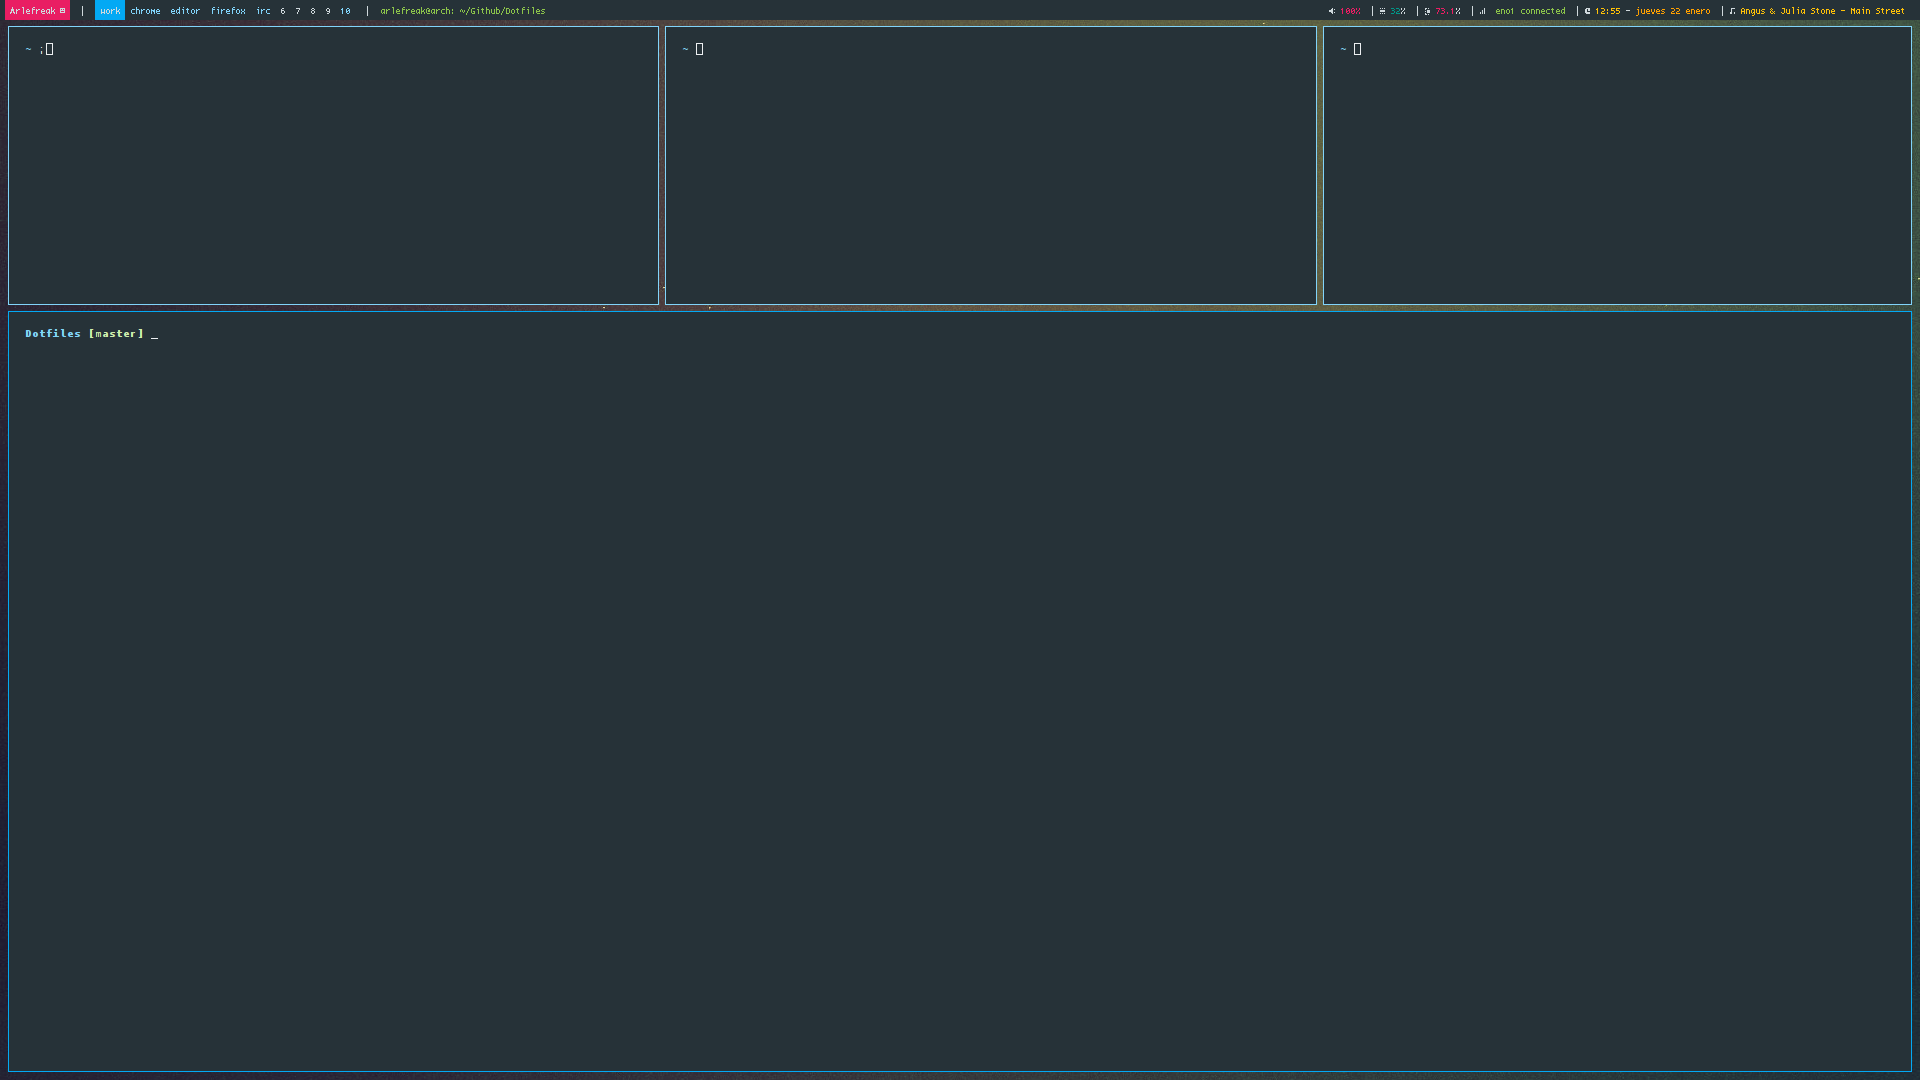 Arlefreak | work chrome editor firefox irc 6 7 8 9 10 | arlefreak@arch: ~/Github/Dotfiles 100% | 32% | 73.1% | eno1 connected | 12:55 - jueves 22 enero | Angus & Julia Stone - Main Street
~ ;
~
~
Dotfiles [master] _